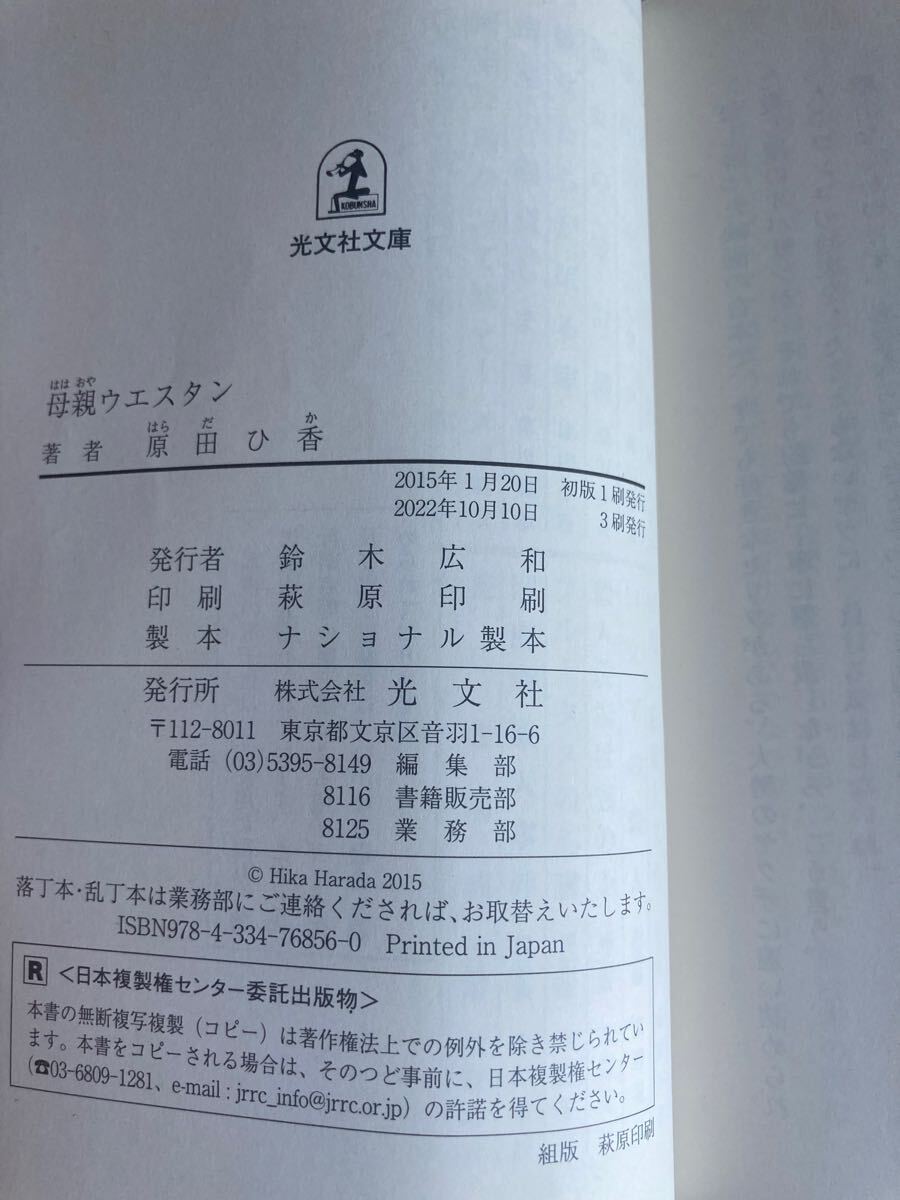 KOBUNSHA
光文社文庫
はは おや
母親ウエスタン
はら だ か
著者 原田ひ香
2015年1月20日 初版1刷発行
2022年10月10日 3刷発行
発行者 鈴木広和
印刷 萩原印刷
製本 ナショナル製本
発行所 株式会社 光文社
〒112-8011 東京都文京区音羽1-16-6
電話 (03)5395-8149 編集部
8116 書籍販売部
8125 業務部
© Hika Harada 2015
落丁本・乱丁本は業務部にご連絡くだされば、お取替えいたします。
ISBN978-4-334-76856-0 Printed in Japan
R <日本複製権センター委託出版物>
本書の無断複写複製（コピー）は著作権法上での例外を除き禁じられてい
ます。本書をコピーされる場合は、そのつど事前に、日本複製権センター
(☎03-6809-1281、e-mail : jrrc_info@jrrc.or.jp) の許諾を得てください。
組版 萩原印刷